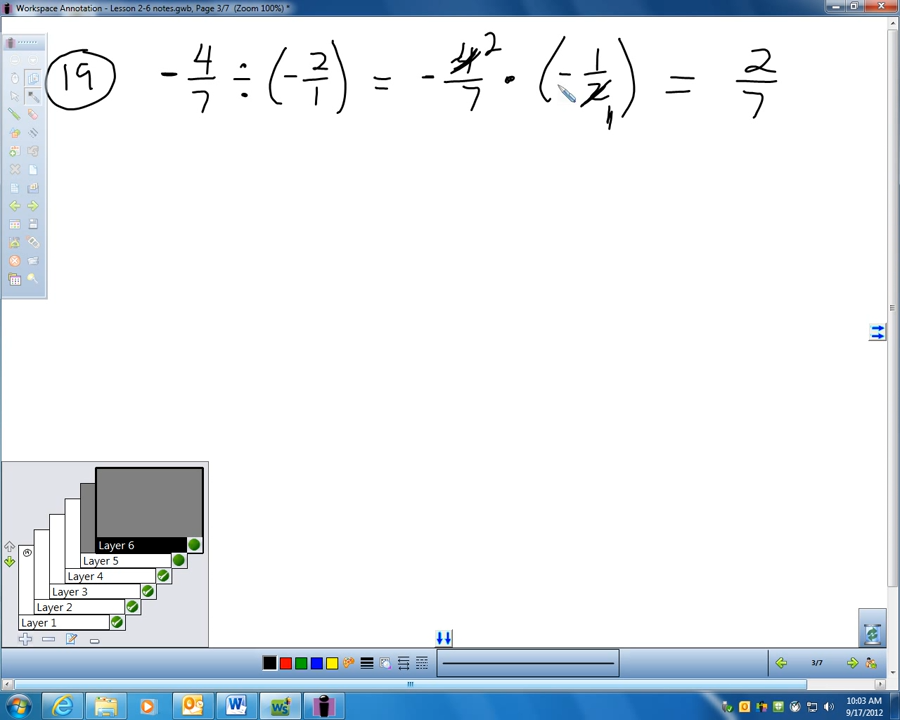 Workspace Annotation - Lesson 2-6 notes.gwb, Page 3/7 (Zoom 100%) *
19 - 4/7 ÷ (- 2/1) = - 4/7 2 · (- 1/2 1) = 2/7
Layer 6
Layer 5
Layer 4
Layer 3
Layer 2
Layer 1
3/7
10:03 AM
9/17/2012